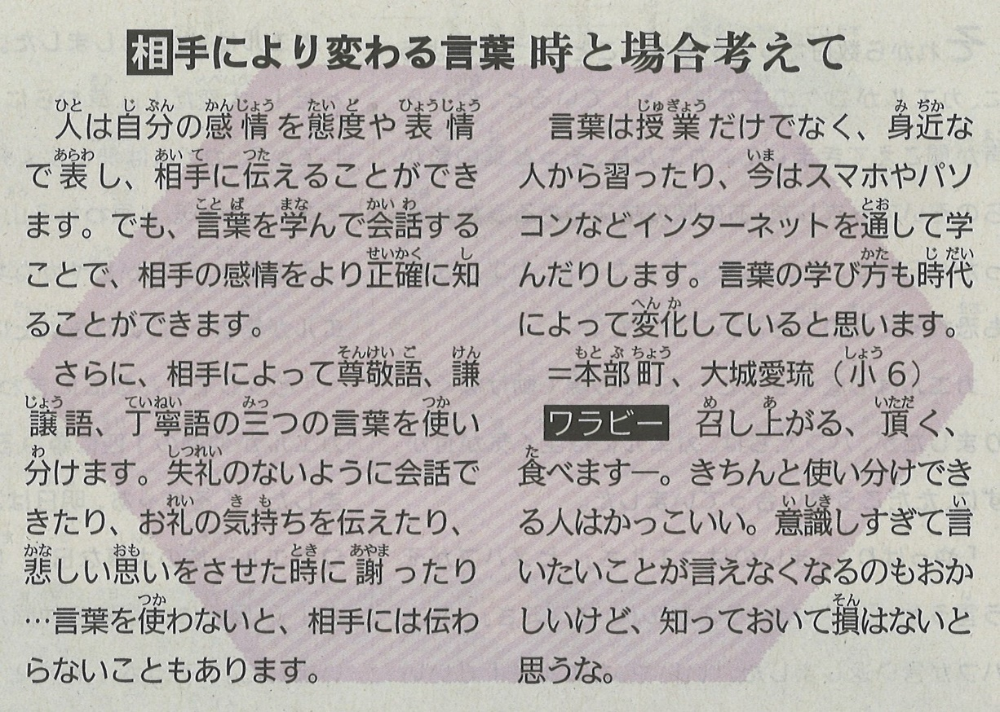 相手により変わる言葉 時と場合考えて
人は自分の感情を態度や表情
で表し、相手に伝えることができ
ます。でも、言葉を学んで会話する
ことで、相手の感情をより正確に知
ることができます。
さらに、相手によって尊敬語、謙
譲語、丁寧語の三つの言葉を使い
分けます。失礼のないように会話で
きたり、お礼の気持ちを伝えたり、
悲しい思いをさせた時に謝ったり
…言葉を使わないと、相手には伝わ
らないこともあります。
言葉は授業だけでなく、身近な
人から習ったり、今はスマホやパソ
コンなどインターネットを通して学
んだりします。言葉の学び方も時代
によって変化していると思います。
＝本部町、大城愛琉（小６）
ワラビー 召し上がる、頂く、
食べます―。きちんと使い分けでき
る人はかっこいい。意識しすぎて言
いたいことが言えなくなるのもおか
しいけど、知っておいて損はないと
思うな。